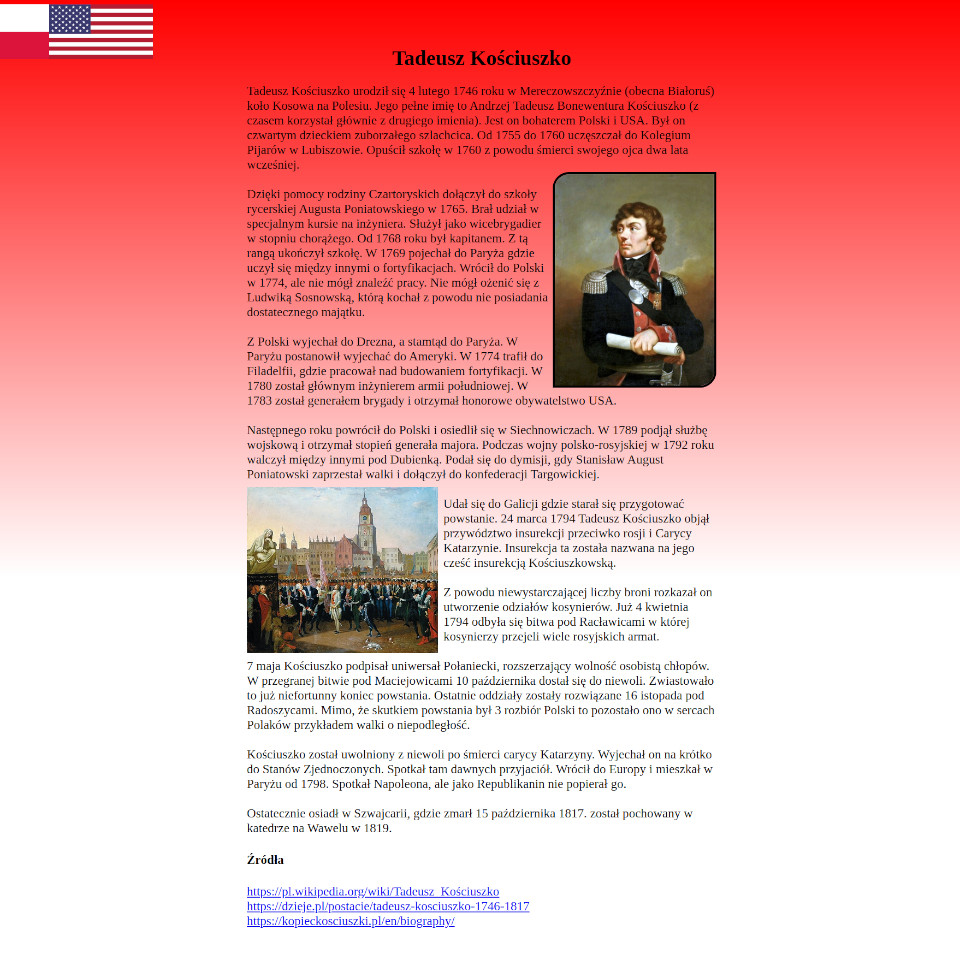 Tadeusz Kościuszko
Tadeusz Kościuszko urodził się 4 lutego 1746 roku w Mereczowszczyźnie (obecna Białoruś)
koło Kosowa na Polesiu. Jego pełne imię to Andrzej Tadeusz Bonewentura Kościuszko (z
czasem korzystał głównie z drugiego imienia). Jest on bohaterem Polski i USA. Był on
czwartym dzieckiem zuborzałego szlachcica. Od 1755 do 1760 uczęszczał do Kolegium
Pijarów w Lubiszowie. Opuścił szkołę w 1760 z powodu śmierci swojego ojca dwa lata
wcześniej.
Dzięki pomocy rodziny Czartoryskich dołączył do szkoły
rycerskiej Augusta Poniatowskiego w 1765. Brał udział w
specjalnym kursie na inżyniera. Służył jako wicebrygadier
w stopniu chorążego. Od 1768 roku był kapitanem. Z tą
rangą ukończył szkołę. W 1769 pojechał do Paryża gdzie
uczył się między innymi o fortyfikacjach. Wrócił do Polski
w 1774, ale nie mógł znaleźć pracy. Nie mógł ożenić się z
Ludwiką Sosnowską, którą kochał z powodu nie posiadania
dostatecznego majątku.
Z Polski wyjechał do Drezna, a stamtąd do Paryża. W
Paryżu postanowił wyjechać do Ameryki. W 1774 trafił do
Filadelfii, gdzie pracował nad budowaniem fortyfikacji. W
1780 został głównym inżynierem armii południowej. W
1783 został generałem brygady i otrzymał honorowe obywatelstwo USA.
Następnego roku powrócił do Polski i osiedlił się w Siechnowiczach. W 1789 podjął służbę
wojskową i otrzymał stopień generała majora. Podczas wojny polsko-rosyjskiej w 1792 roku
walczył między innymi pod Dubienką. Podał się do dymisji, gdy Stanisław August
Poniatowski zaprzestał walki i dołączył do konfederacji Targowickiej.
Udał się do Galicji gdzie starał się przygotować
powstanie. 24 marca 1794 Tadeusz Kościuszko objął
przywództwo insurekcji przeciwko rosji i Carycy
Katarzynie. Insurekcja ta została nazwana na jego
cześć insurekcją Kościuszkowską.
Z powodu niewystarczającej liczby broni rozkazał on
utworzenie odziałów kosynierów. Już 4 kwietnia
1794 odbyła się bitwa pod Racławicami w której
kosynierzy przejeli wiele rosyjskich armat.
7 maja Kościuszko podpisał uniwersał Połaniecki, rozszerzający wolność osobistą chłopów.
W przegranej bitwie pod Maciejowicami 10 października dostał się do niewoli. Zwiastowało
to już niefortunny koniec powstania. Ostatnie oddziały zostały rozwiązane 16 istopada pod
Radoszycami. Mimo, że skutkiem powstania był 3 rozbiór Polski to pozostało ono w sercach
Polaków przykładem walki o niepodległość.
Kościuszko został uwolniony z niewoli po śmierci carycy Katarzyny. Wyjechał on na krótko
do Stanów Zjednoczonych. Spotkał tam dawnych przyjaciół. Wrócił do Europy i mieszkał w
Paryżu od 1798. Spotkał Napoleona, ale jako Republikanin nie popierał go.
Ostatecznie osiadł w Szwajcarii, gdzie zmarł 15 października 1817. został pochowany w
katedrze na Wawelu w 1819.
Źródła
https://pl.wikipedia.org/wiki/Tadeusz_Kościuszko
https://dzieje.pl/postacie/tadeusz-kosciuszko-1746-1817
https://kopieckosciuszki.pl/en/biography/